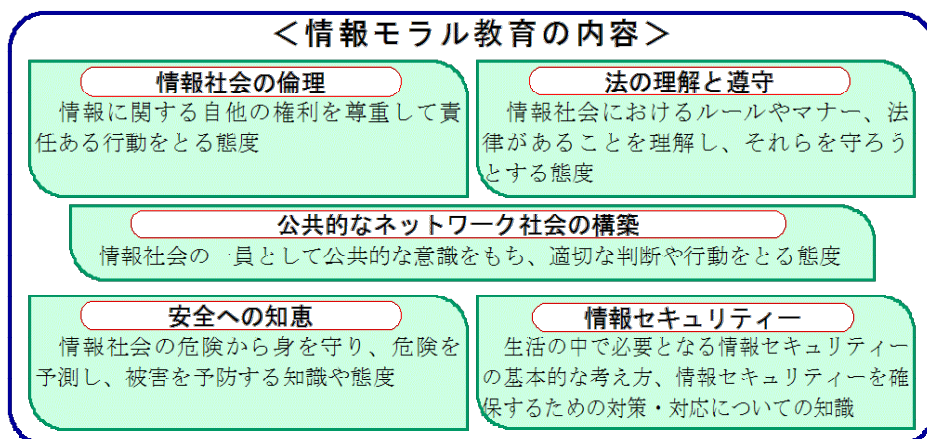 ＜情報モラル教育の内容＞
情報社会の倫理
情報に関する自他の権利を尊重して責
任ある行動をとる態度
法の理解と遵守
情報社会におけるルールやマナー、法
律があることを理解し、それらを守ろう
とする態度
公共的なネットワーク社会の構築
情報社会の一員として公共的な意識をもち、適切な判断や行動をとる態度
安全への知恵
情報社会の危険から身を守り、危険を
予測し、被害を予防する知識や態度
情報セキュリティー
生活の中で必要となる情報セキュリティー
の基本的な考え方、情報セキュリティーを確
保するための対策・対応についての知識